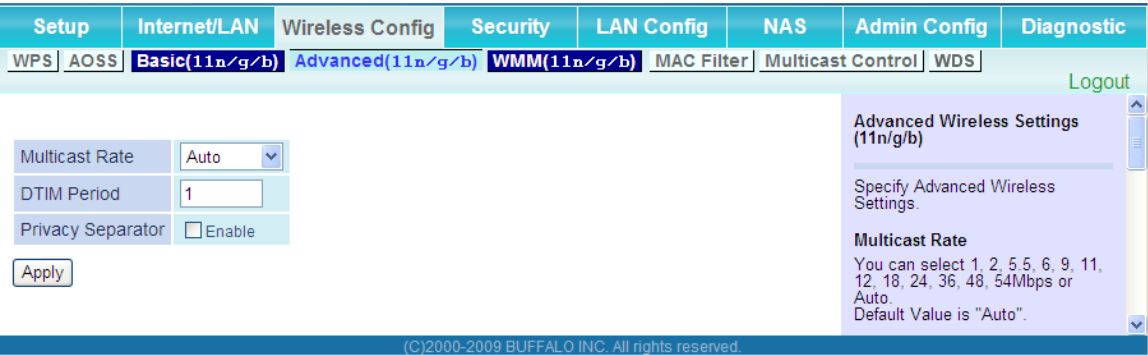 Setup Internet/LAN Wireless Config Security LAN Config NAS Admin Config Diagnostic
WPS AOSS Basic(11n/g/b) Advanced(11n/g/b) WMM(11n/g/b) MAC Filter Multicast Control WDS
Logout
Multicast Rate Auto
DTIM Period 1
Privacy Separator Enable
Apply
Advanced Wireless Settings
(11n/g/b)
Specify Advanced Wireless
Settings.
Multicast Rate
You can select 1, 2, 5.5, 6, 9, 11,
12, 18, 24, 36, 48, 54Mbps or
Auto.
Default Value is "Auto".
(C)2000-2009 BUFFALO INC. All rights reserved.